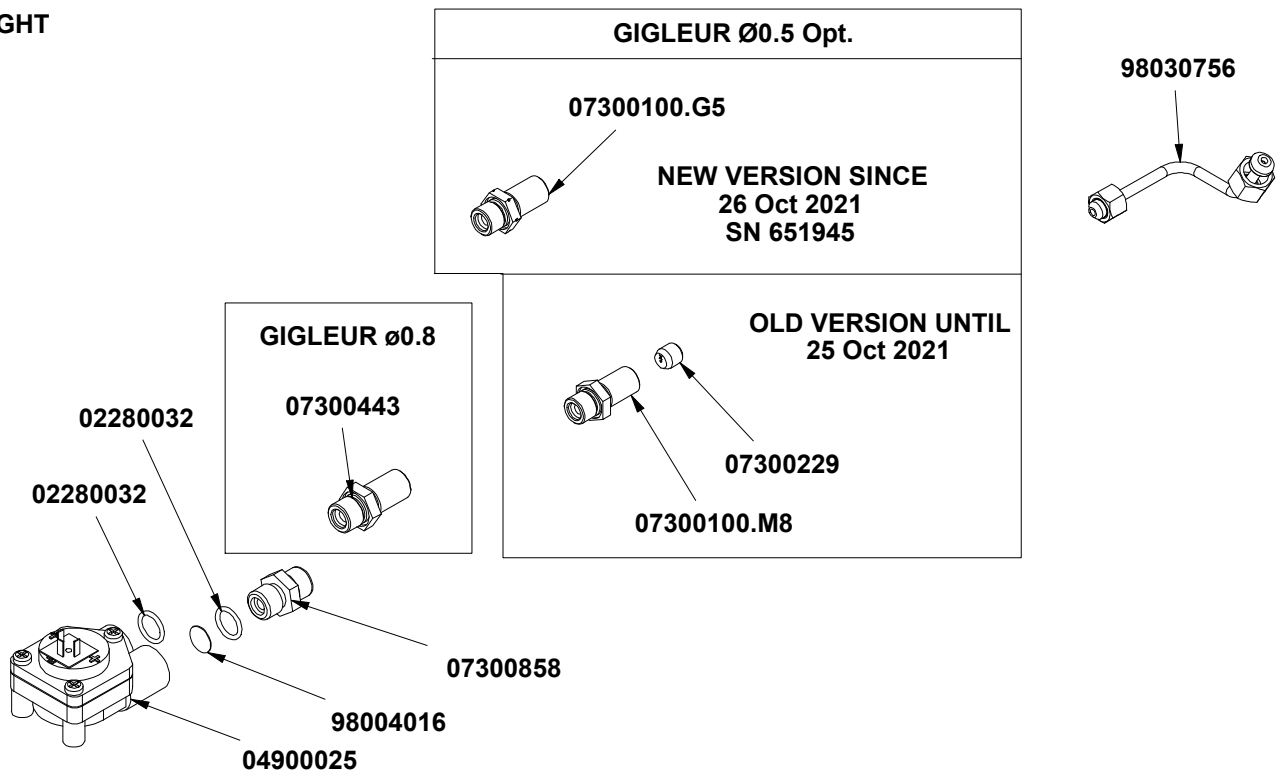 GHT
GIGLEUR Ø0.5 Opt.
98030756
07300100.G5
NEW VERSION SINCE
26 Oct 2021
SN 651945
OLD VERSION UNTIL
25 Oct 2021
GIGLEUR ø0.8
07300443
02280032
07300229
02280032
07300100.M8
07300858
98004016
04900025